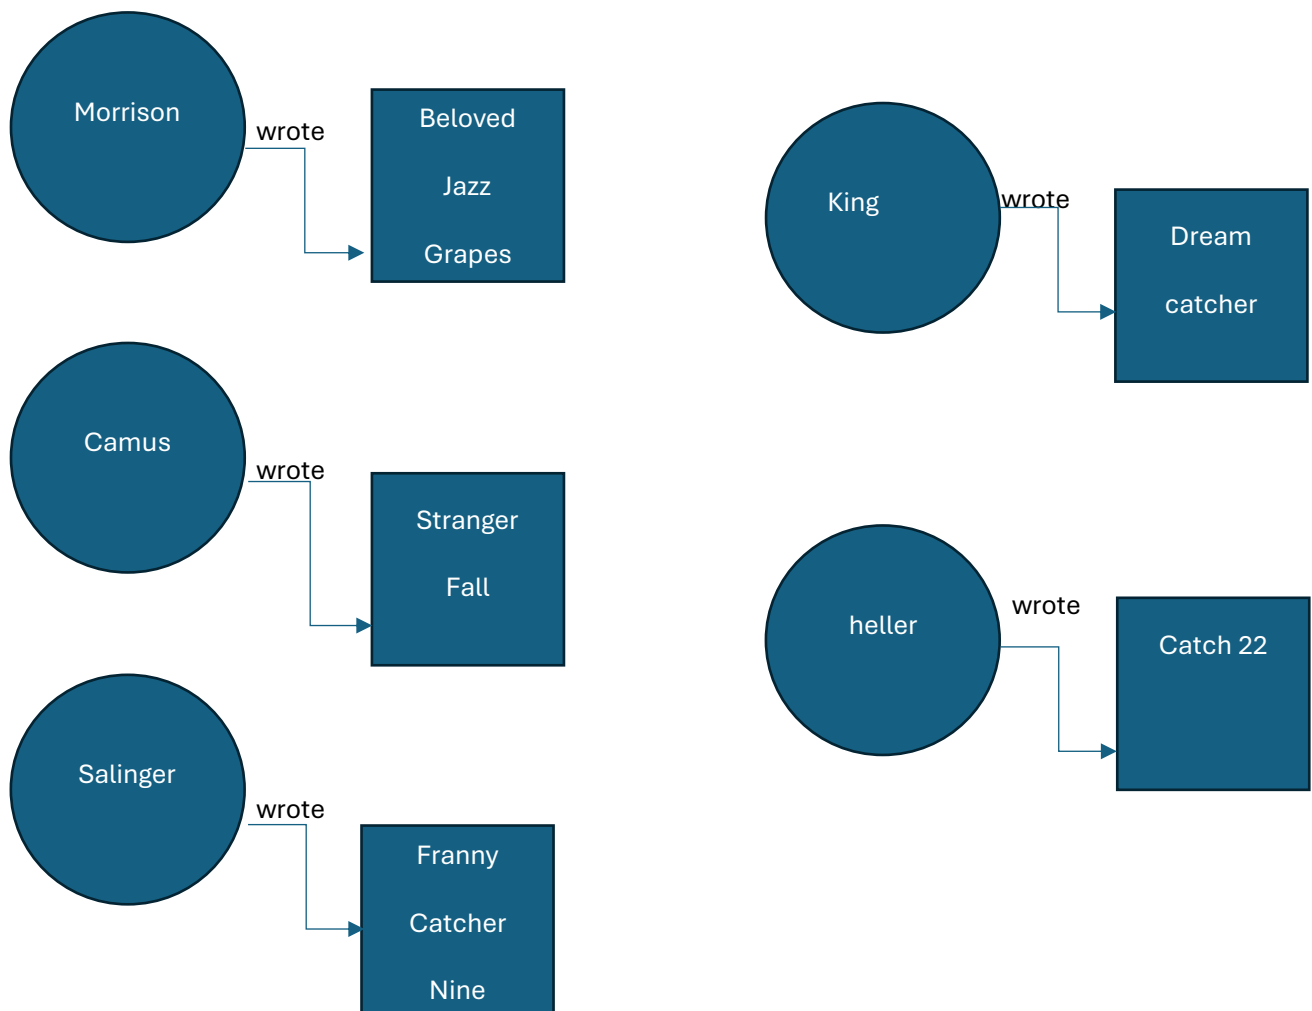 Morrison
wrote
Beloved
Jazz
Grapes
King
wrote
Dream
catcher
Camus
wrote
Stranger
Fall
heller
wrote
Catch 22
Salinger
wrote
Franny
Catcher
Nine